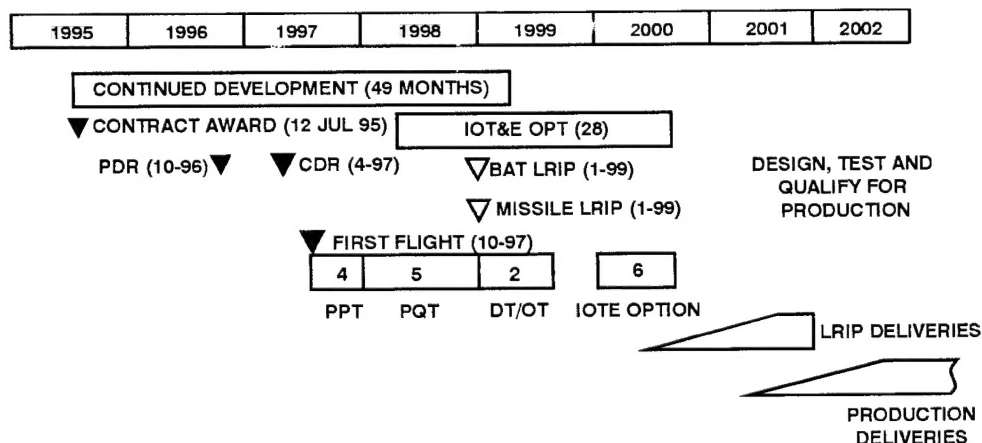 1995 1996 1997 1998 1999 2000 2001 2002
CONTINUED DEVELOPMENT (49 MONTHS)
CONTRACT AWARD (12 JUL 95)
IOT&E OPT (28)
PDR (10-96)
CDR (4-97)
BAT LRIP (1-99)
MISSILE LRIP (1-99)
DESIGN, TEST AND
QUALIFY FOR
PRODUCTION
FIRST FLIGHT (10-97)
4 5 2 6
PPT PQT DT/OT IOTE OPTION
LRIP DELIVERIES
PRODUCTION
DELIVERIES